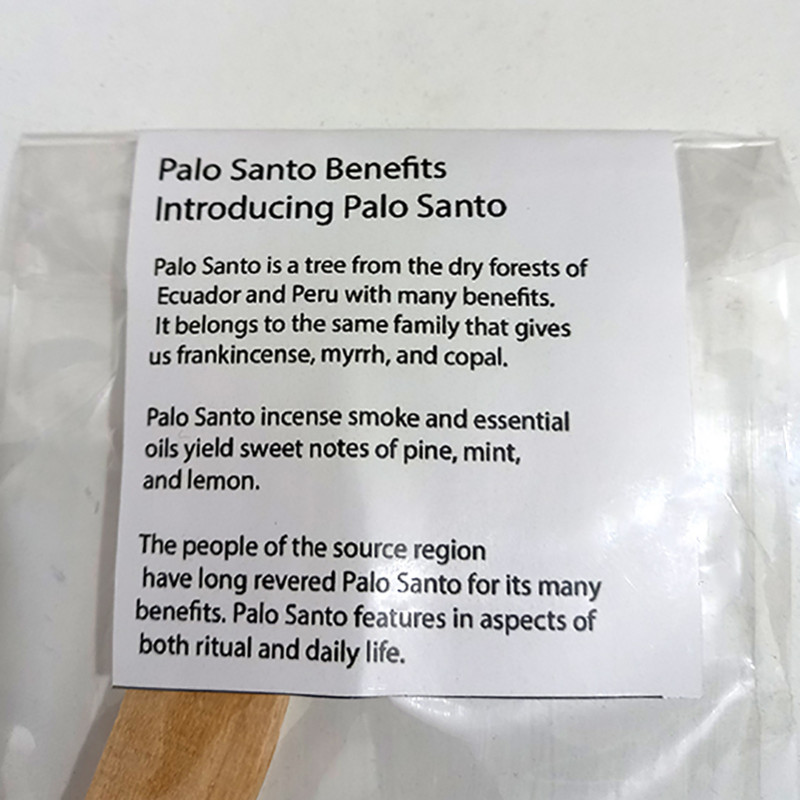 Palo Santo Benefits
Introducing Palo Santo
Palo Santo is a tree from the dry forests of
Ecuador and Peru with many benefits.
It belongs to the same family that gives
us frankincense, myrrh, and copal.
Palo Santo incense smoke and essential
oils yield sweet notes of pine, mint,
and lemon.
The people of the source region
have long revered Palo Santo for its many
benefits. Palo Santo features in aspects of
both ritual and daily life.